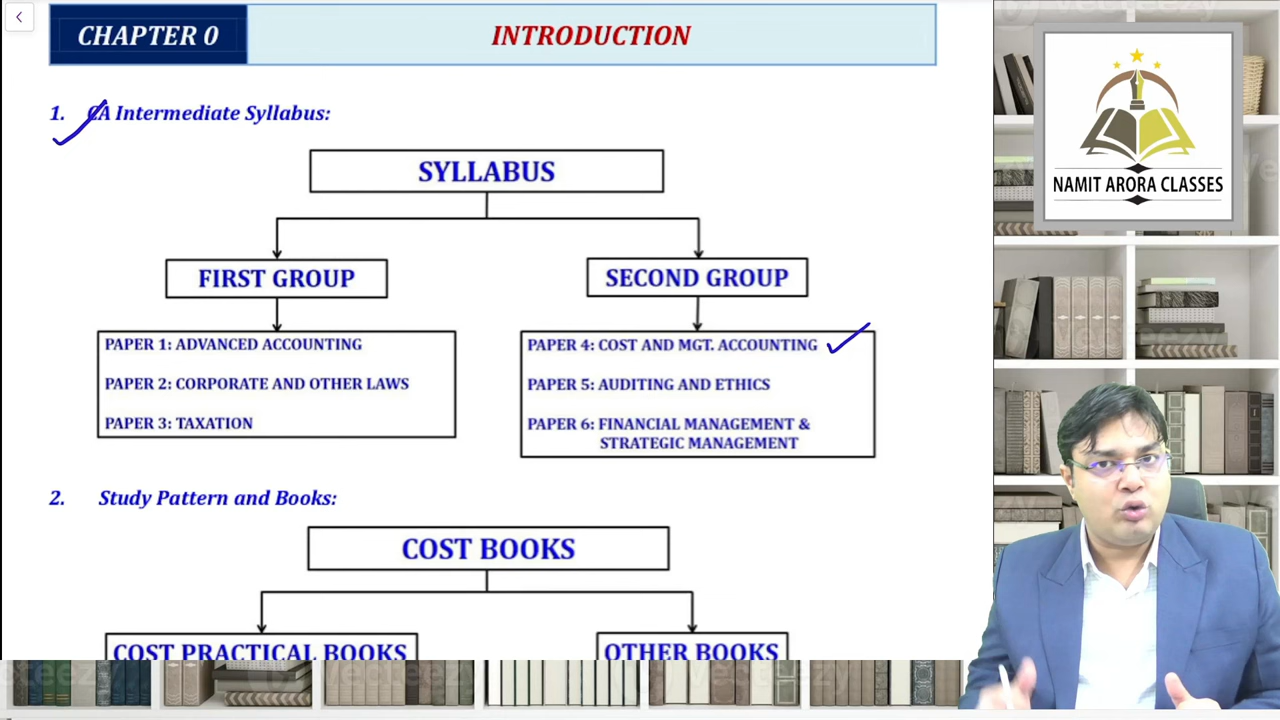 CHAPTER 0
INTRODUCTION
1. CA Intermediate Syllabus:
SYLLABUS
FIRST GROUP
SECOND GROUP
PAPER 1: ADVANCED ACCOUNTING
PAPER 2: CORPORATE AND OTHER LAWS
PAPER 3: TAXATION
PAPER 4: COST AND MGT. ACCOUNTING
PAPER 5: AUDITING AND ETHICS
PAPER 6: FINANCIAL MANAGEMENT &
STRATEGIC MANAGEMENT
2. Study Pattern and Books:
COST BOOKS
COST PRACTICAL BOOKS
OTHER BOOKS
NAMIT ARORA CLASSES